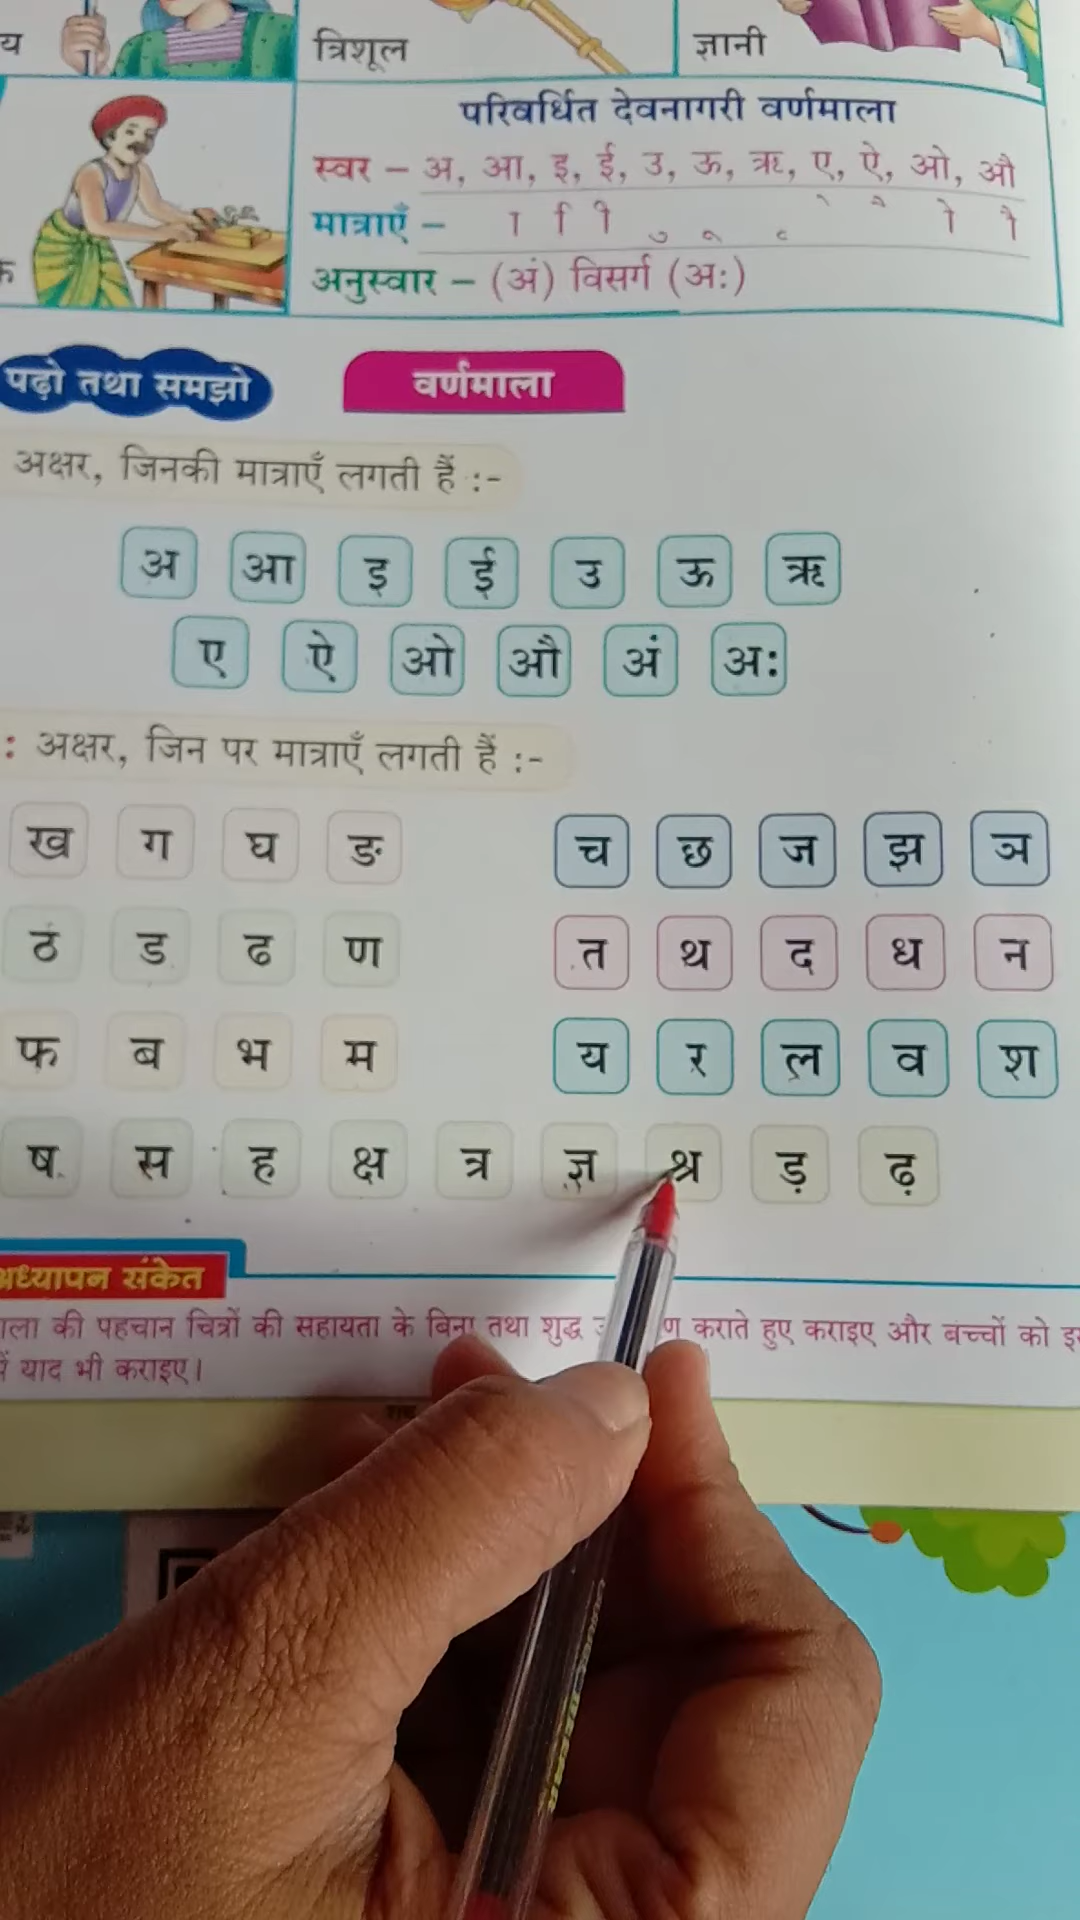 य
त्रिशूल
ज्ञानी
परिवर्धित देवनागरी वर्णमाला
स्वर – अ, आ, इ, ई, उ, ऊ, ऋ, ए, ऐ, ओ, औ
मात्राएँ – ा ि ी ु ू ृ े ै ो ौ
अनुस्वार – (अं) विसर्ग (अः)
पढ़ो तथा समझो
वर्णमाला
अक्षर, जिनकी मात्राएँ लगती हैं :-
अ आ इ ई उ ऊ ऋ
ए ऐ ओ औ अं अः
: अक्षर, जिन पर मात्राएँ लगती हैं :-
ख ग घ ङ च छ ज झ ञ
ठ ड ढ ण त थ द ध न
फ ब भ म य र ल व श
ष स ह क्ष त्र ज्ञ श्र ड़ ढ़
अध्यापन संकेत
की पहचान चित्रों की सहायता के बिना तथा शुद्ध कराते हुए कराइए और बच्चों को
याद भी कराइए।